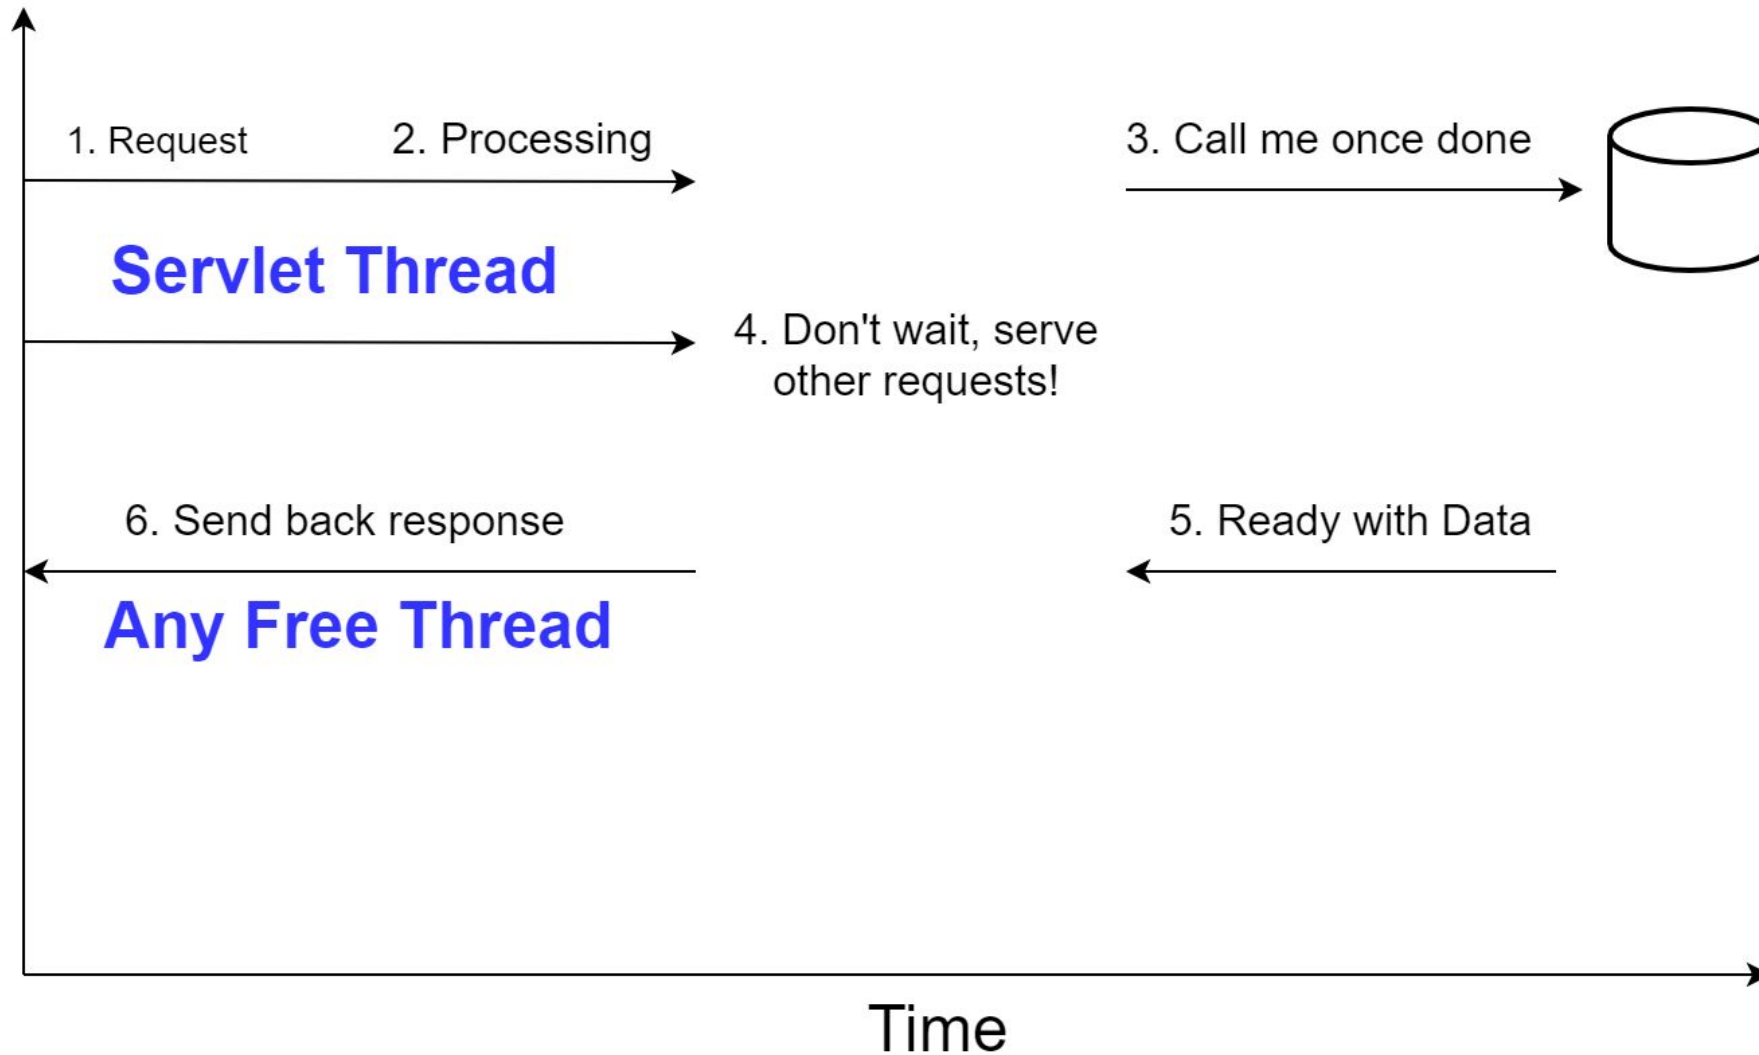 1. Request
2. Processing
3. Call me once done
Servlet Thread
4. Don't wait, serve
other requests!
6. Send back response
5. Ready with Data
Any Free Thread
Time